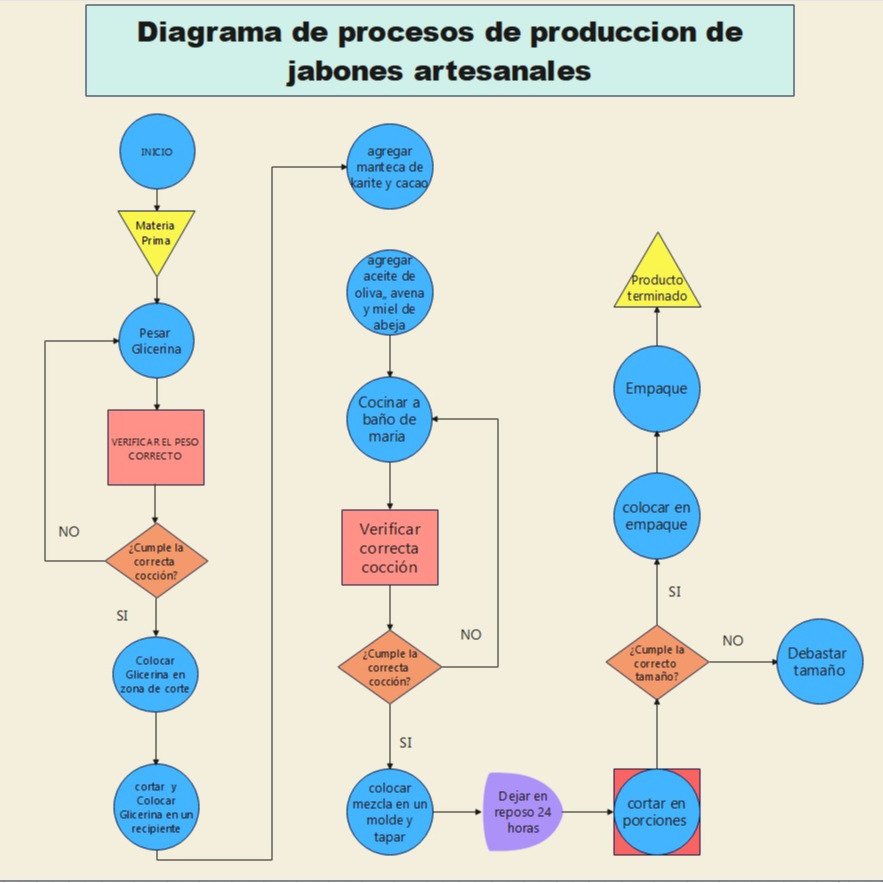 Diagrama de procesos de produccion de
jabones artesanales
INICIO
Materia
Prima
Pesar
Glicerina
VERIFICAR EL PESO
CORRECTO
NO
¿Cumple la
correcta
cocción?
SI
Colocar
Glicerina en
zona de corte
cortar y
Colocar
Glicerina en un
recipiente
agregar
manteca de
karite y cacao
agregar
aceite de
oliva,, avena
y miel de
abeja
Cocinar a
baño de
maria
Verificar
correcta
cocción
NO
¿Cumple la
correcta
cocción?
SI
colocar
mezcla en un
molde y
tapar
Dejar en
reposo 24
horas
cortar en
porciones
¿Cumple la
correcto
tamaño?
NO
Debastar
tamaño
SI
colocar en
empaque
Empaque
Producto
terminado